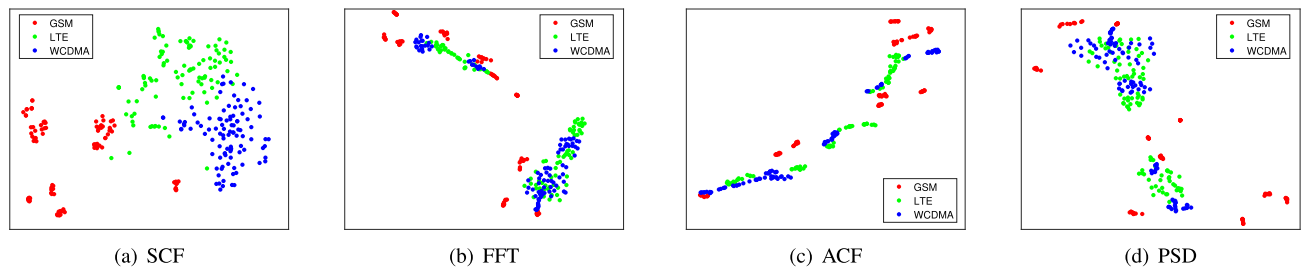 GSM
LTE
WCDMA
GSM
LTE
WCDMA
GSM
LTE
WCDMA
GSM
LTE
WCDMA
(a) SCF
(b) FFT
(c) ACF
(d) PSD